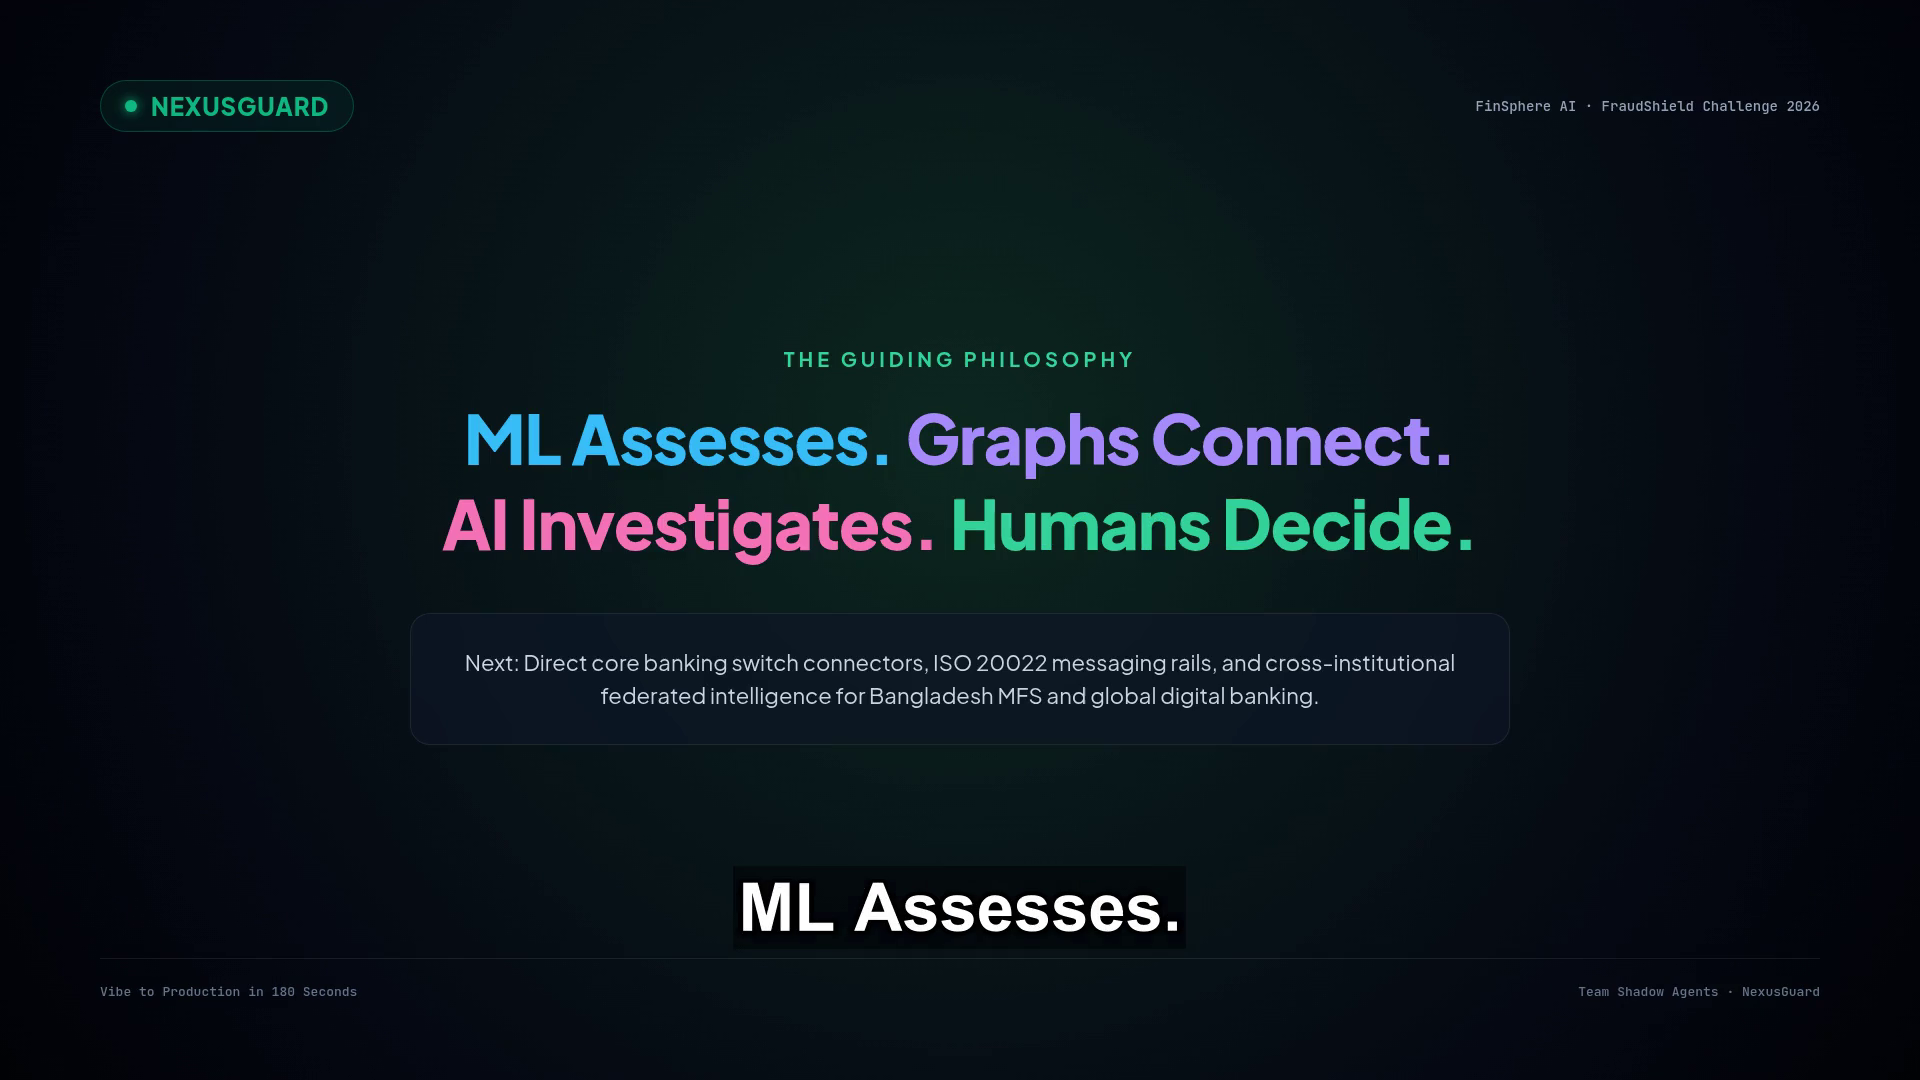 NEXUSGUARD
FinSphere AI · FraudShield Challenge 2026
THE GUIDING PHILOSOPHY
ML Assesses. Graphs Connect.
AI Investigates. Humans Decide.
Next: Direct core banking switch connectors, ISO 20022 messaging rails, and cross-institutional
federated intelligence for Bangladesh MFS and global digital banking.
ML Assesses.
Vibe to Production in 180 Seconds
Team Shadow Agents · NexusGuard